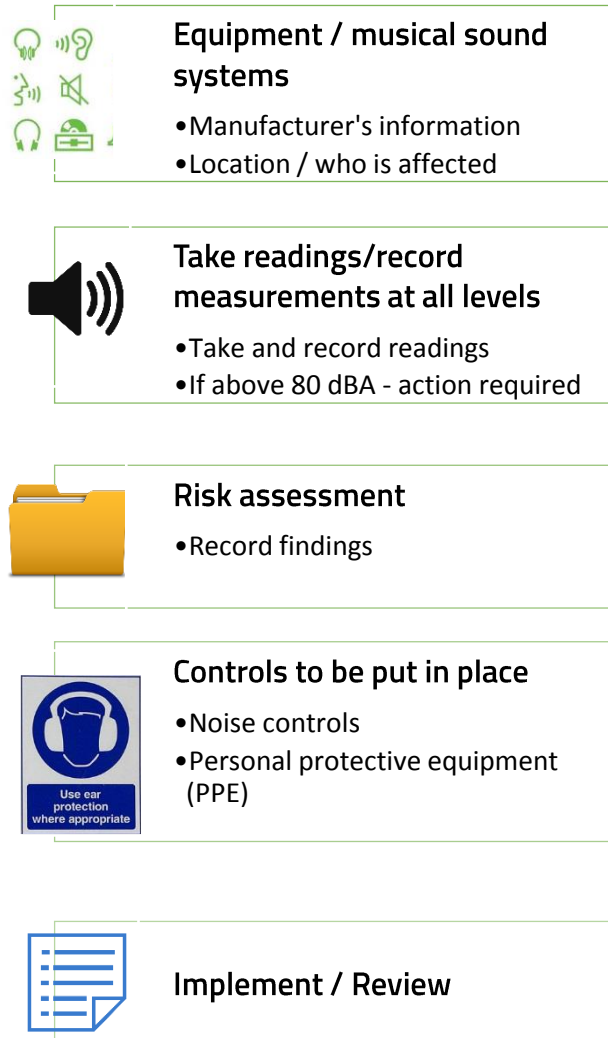 Equipment / musical sound
systems
•Manufacturer's information
•Location / who is affected
Take readings/record
measurements at all levels
•Take and record readings
•If above 80 dBA - action required
Risk assessment
•Record findings
Controls to be put in place
•Noise controls
•Personal protective equipment
(PPE)
Use ear
protection
where appropriate
Implement / Review